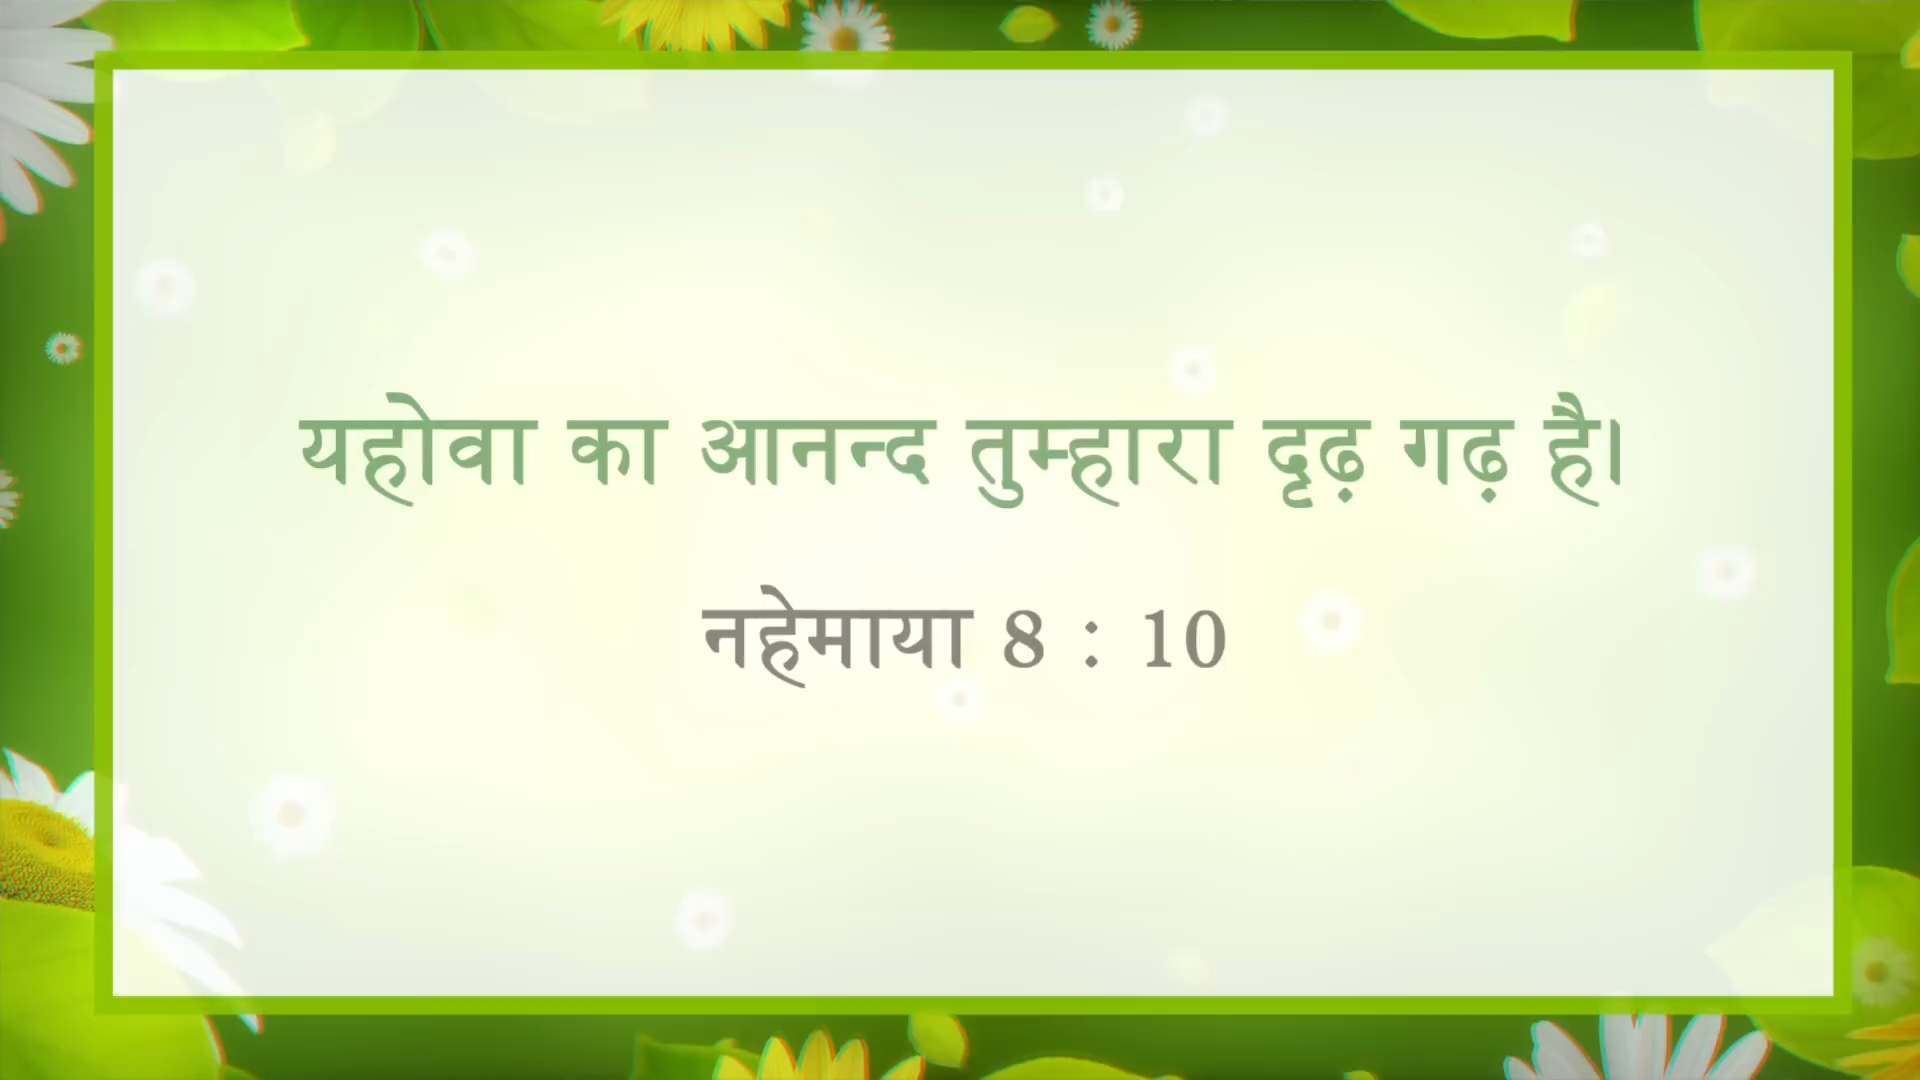 यहोवा का आनन्द तुम्हारा दृढ़ गढ़ है।
नहेमाया 8 : 10